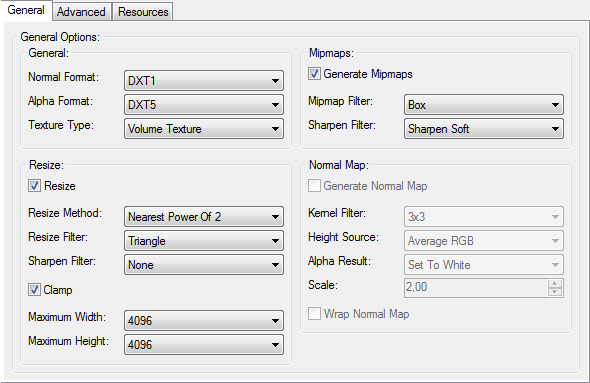 General Advanced Resources
General Options:
General:
Normal Format: DXT1
Alpha Format: DXT5
Texture Type: Volume Texture
Mipmaps:
Generate Mipmaps
Mipmap Filter: Box
Sharpen Filter: Sharpen Soft
Resize:
Resize
Resize Method: Nearest Power Of 2
Resize Filter: Triangle
Sharpen Filter: None
Clamp
Maximum Width: 4096
Maximum Height: 4096
Normal Map:
Generate Normal Map
Kernel Filter: 3x3
Height Source: Average RGB
Alpha Result: Set To White
Scale: 2,00
Wrap Normal Map